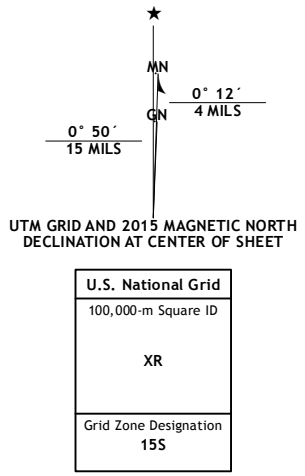 ★
MN
GN
0° 12´
4 MILS
0° 50´
15 MILS
UTM GRID AND 2015 MAGNETIC NORTH
DECLINATION AT CENTER OF SHEET
U.S. National Grid
100,000-m Square ID
XR
Grid Zone Designation
15S